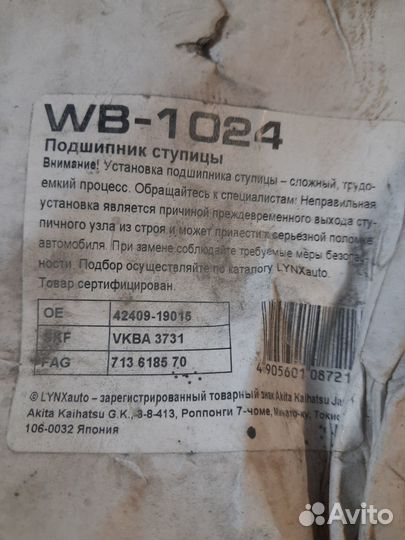 WB-1024
Подшипник ступицы
Внимание! Установка подшипника ступицы – сложный, трудо-
емкий процесс. Обращайтесь к специалистам! Неправильная
установка является причиной преждевременного выхода сту-
пичного узла из строя и может привести к серьезной поломке
автомобиля. При замене соблюдайте требуемые меры безопас-
ности. Подбор осуществляйте по каталогу LYNXauto.
Товар сертифицирован.
OE 42409-19015
SKF VKBA 3731
FAG 713 6185 70
4 905601 08721
© LYNXauto – зарегистрированный товарный знак Akita Kaihatsu
Akita Kaihatsu G.K., 3-8-413, Роппонги 7-чоме, Минато-ку,
106-0032 Япония
Avito